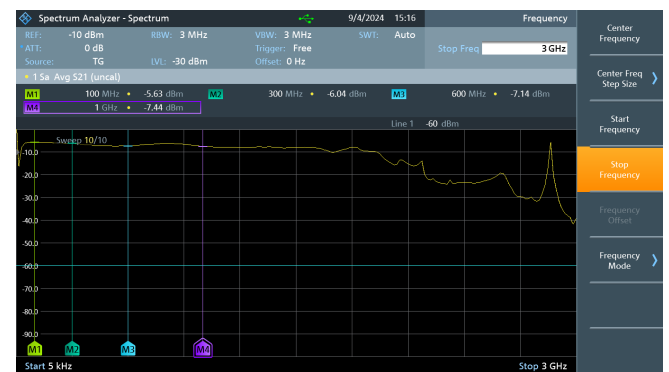 Spectrum Analyzer - Spectrum 9/4/2024 15:16 Frequency
REF: -10 dBm RBW: 3 MHz VBW: 3 MHz SWT: Auto
ATT: 0 dB Trigger: Free Stop Freq 3 GHz
Source: TG LVL: -30 dBm Offset: 0 Hz
• 1 Sa Avg S21 (uncal)
M1 100 MHz • -5.63 dBm M2 300 MHz • -6.04 dBm M3 600 MHz • -7.14 dBm
M4 1 GHz • -7.44 dBm
Line 1 -60 dBm
Sweep 10/10
-10.0
-20.0
-30.0
-40.0
-50.0
-60.0
-70.0
-80.0
-90.0
M1 M2 M3 M4
Start 5 kHz Stop 3 GHz
Center
Frequency
Center Freq
Step Size
Start
Frequency
Stop
Frequency
Frequency
Offset
Frequency
Mode